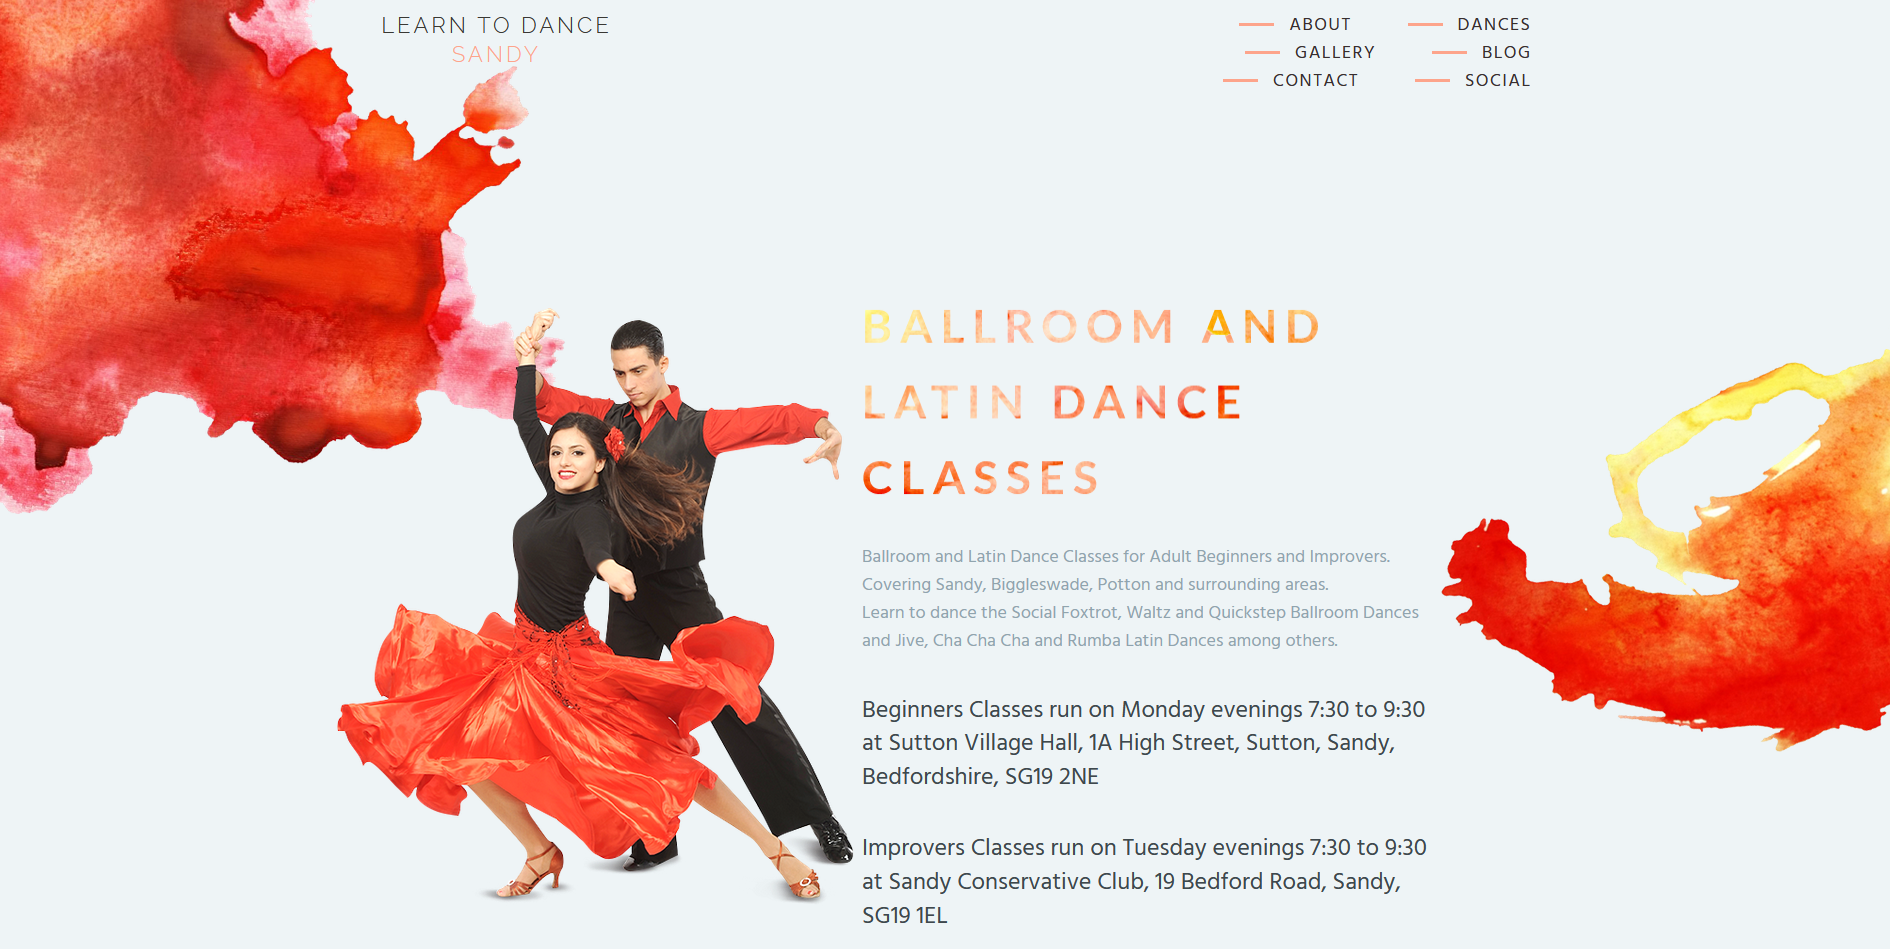 LEARN TO DANCE
SANDY
ABOUT
DANCES
GALLERY
BLOG
CONTACT
SOCIAL
BALLROOM AND
LATIN DANCE
CLASSES
Ballroom and Latin Dance Classes for Adult Beginners and Improvers.
Covering Sandy, Biggleswade, Potton and surrounding areas.
Learn to dance the Social Foxtrot, Waltz and Quickstep Ballroom Dances
and Jive, Cha Cha Cha and Rumba Latin Dances among others.
Beginners Classes run on Monday evenings 7:30 to 9:30
at Sutton Village Hall, 1A High Street, Sutton, Sandy,
Bedfordshire, SG19 2NE
Improvers Classes run on Tuesday evenings 7:30 to 9:30
at Sandy Conservative Club, 19 Bedford Road, Sandy,
SG19 1EL